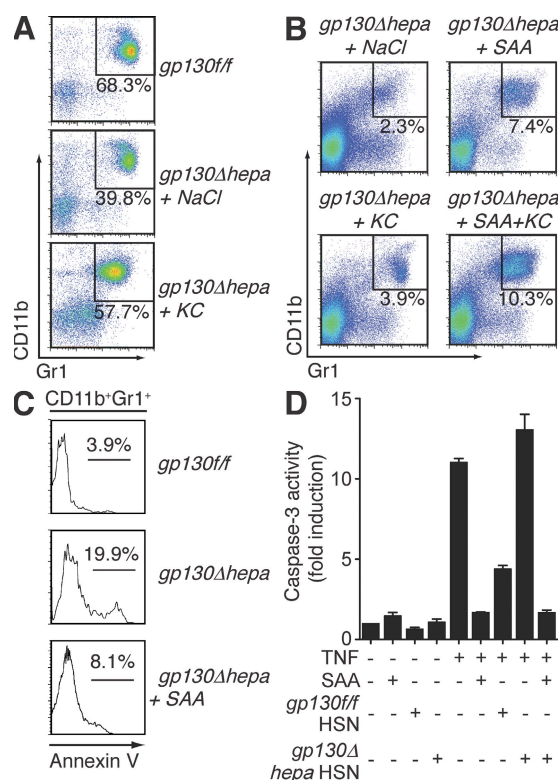 A
gp130f/f
68.3%
39.8%
gp130Δhepa
+ NaCl
57.7%
gp130Δhepa
+ KC
CD11b
Gr1
B
gp130Δhepa
+ NaCl
gp130Δhepa
+ SAA
2.3%
7.4%
gp130Δhepa
+ KC
gp130Δhepa
+ SAA+KC
3.9%
10.3%
CD11b
Gr1
C
CD11b+Gr1+
3.9%
gp130f/f
19.9%
gp130Δhepa
8.1%
gp130Δhepa
+ SAA
Annexin V
D
Caspase-3 activity
(fold induction)
15
10
5
0
TNF - - - - + + + + +
SAA - + - - - + - - +
gp130f/f
HSN - - + - - - + - -
gp130Δ
hepa HSN - - - + - - - + +